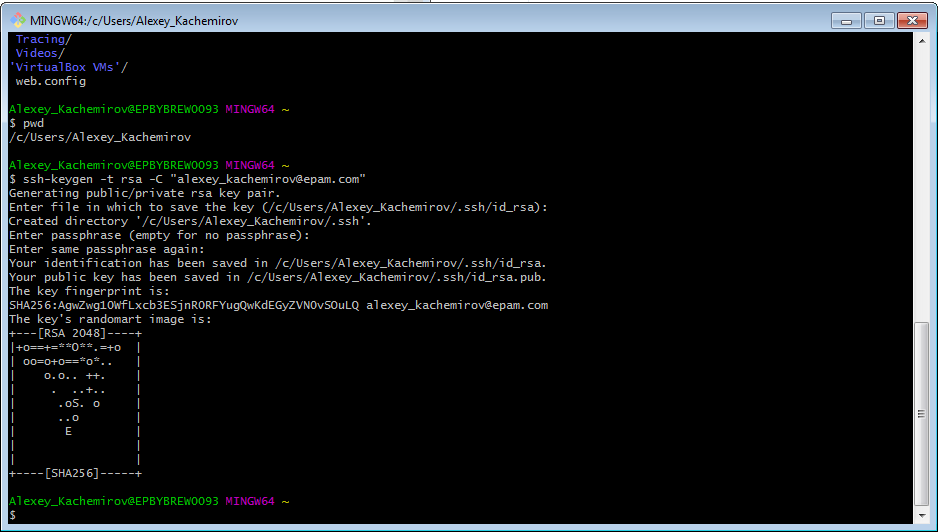 MINGW64:/c/Users/Alexey_Kachemirov
Tracing/
Videos/
'VirtualBox VMs'/
web.config
Alexey_Kachemirov@EPBYBREW0093 MINGW64 ~
$ pwd
/c/Users/Alexey_Kachemirov
Alexey_Kachemirov@EPBYBREW0093 MINGW64 ~
$ ssh-keygen -t rsa -C "alexey_kachemirov@epam.com"
Generating public/private rsa key pair.
Enter file in which to save the key (/c/Users/Alexey_Kachemirov/.ssh/id_rsa):
Created directory '/c/Users/Alexey_Kachemirov/.ssh'.
Enter passphrase (empty for no passphrase):
Enter same passphrase again:
Your identification has been saved in /c/Users/Alexey_Kachemirov/.ssh/id_rsa.
Your public key has been saved in /c/Users/Alexey_Kachemirov/.ssh/id_rsa.pub.
The key fingerprint is:
SHA256:AgwZwg1OWfLxcb3ESjnRORFYugQwKdEGyZVNOvSOuLQ alexey_kachemirov@epam.com
The key's randomart image is:
+---[RSA 2048]----+
|+o==+=**O**.=+o  |
| oo=o+o==*o*..   |
|    o.o.. ++.    |
|     .  ..+..    |
|      .oS. o     |
|      ..o        |
|       E         |
|                 |
|                 |
+----[SHA256]-----+
Alexey_Kachemirov@EPBYBREW0093 MINGW64 ~
$